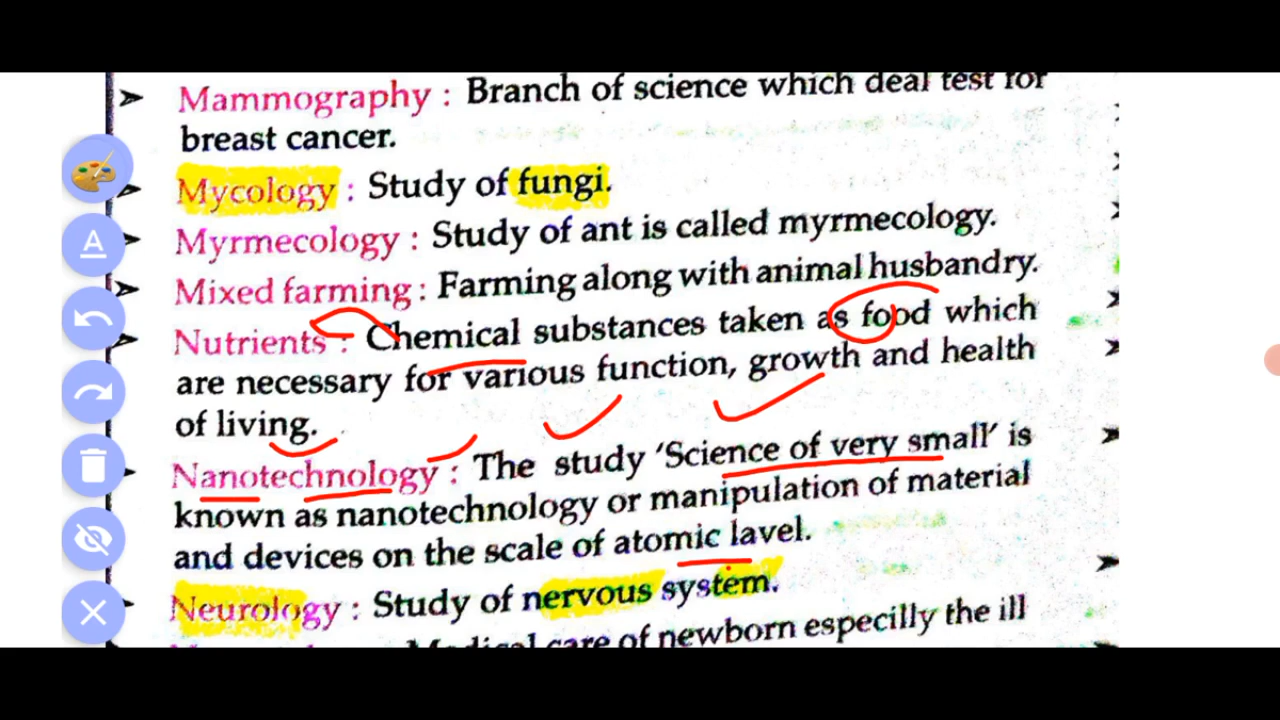 ➤ Mammography : Branch of science which deal test for
breast cancer.
➤ Mycology : Study of fungi.
➤ Myrmecology : Study of ant is called myrmecology.
➤ Mixed farming : Farming along with animal husbandry.
➤ Nutrients : Chemical substances taken as food which
are necessary for various function, growth and health
of living.
➤ Nanotechnology : The study 'Science of very small' is
known as nanotechnology or manipulation of material
and devices on the scale of atomic lavel.
➤ Neurology : Study of nervous system.
Medical care of newborn especilly the ill
A